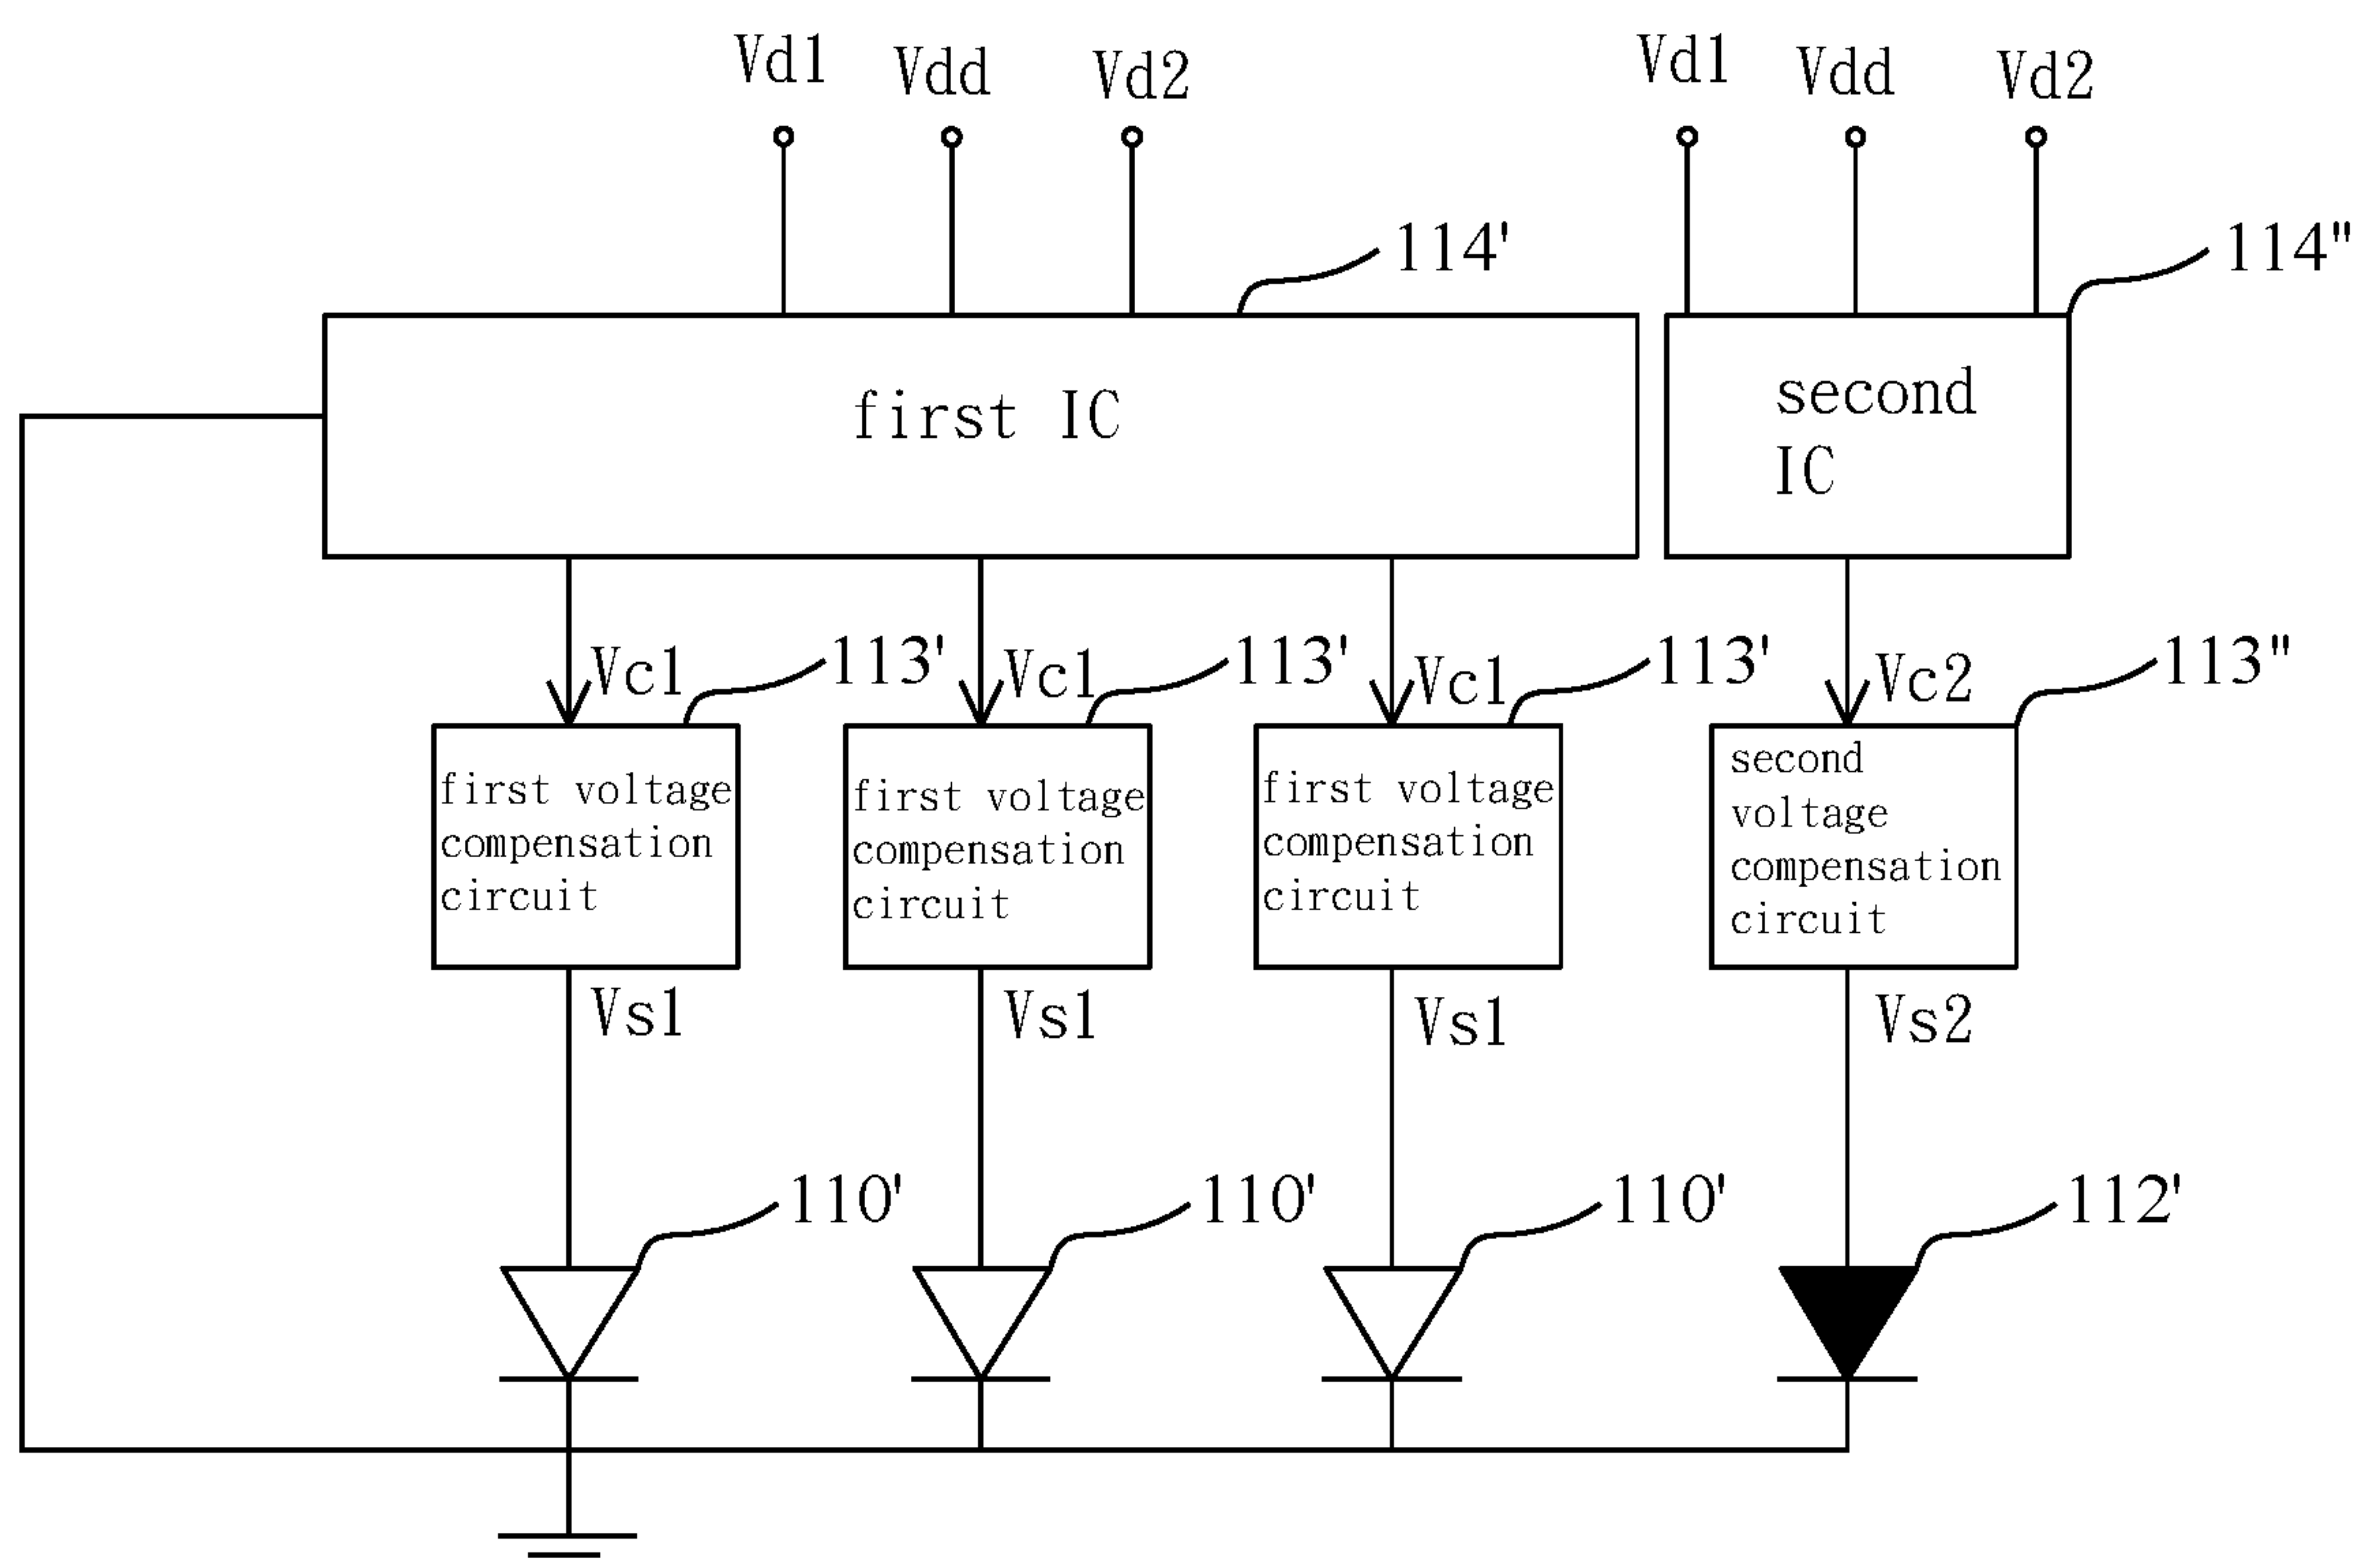 Vd1 Vdd Vd2 Vd1 Vdd Vd2
114' 114"
first IC
second
IC
Vc1 113' Vc1 113' Vc1 113' Vc2 113"
first voltage
compensation
circuit
first voltage
compensation
circuit
first voltage
compensation
circuit
second
voltage
compensation
circuit
Vs1 Vs1 Vs1 Vs2
110' 110' 110' 112'